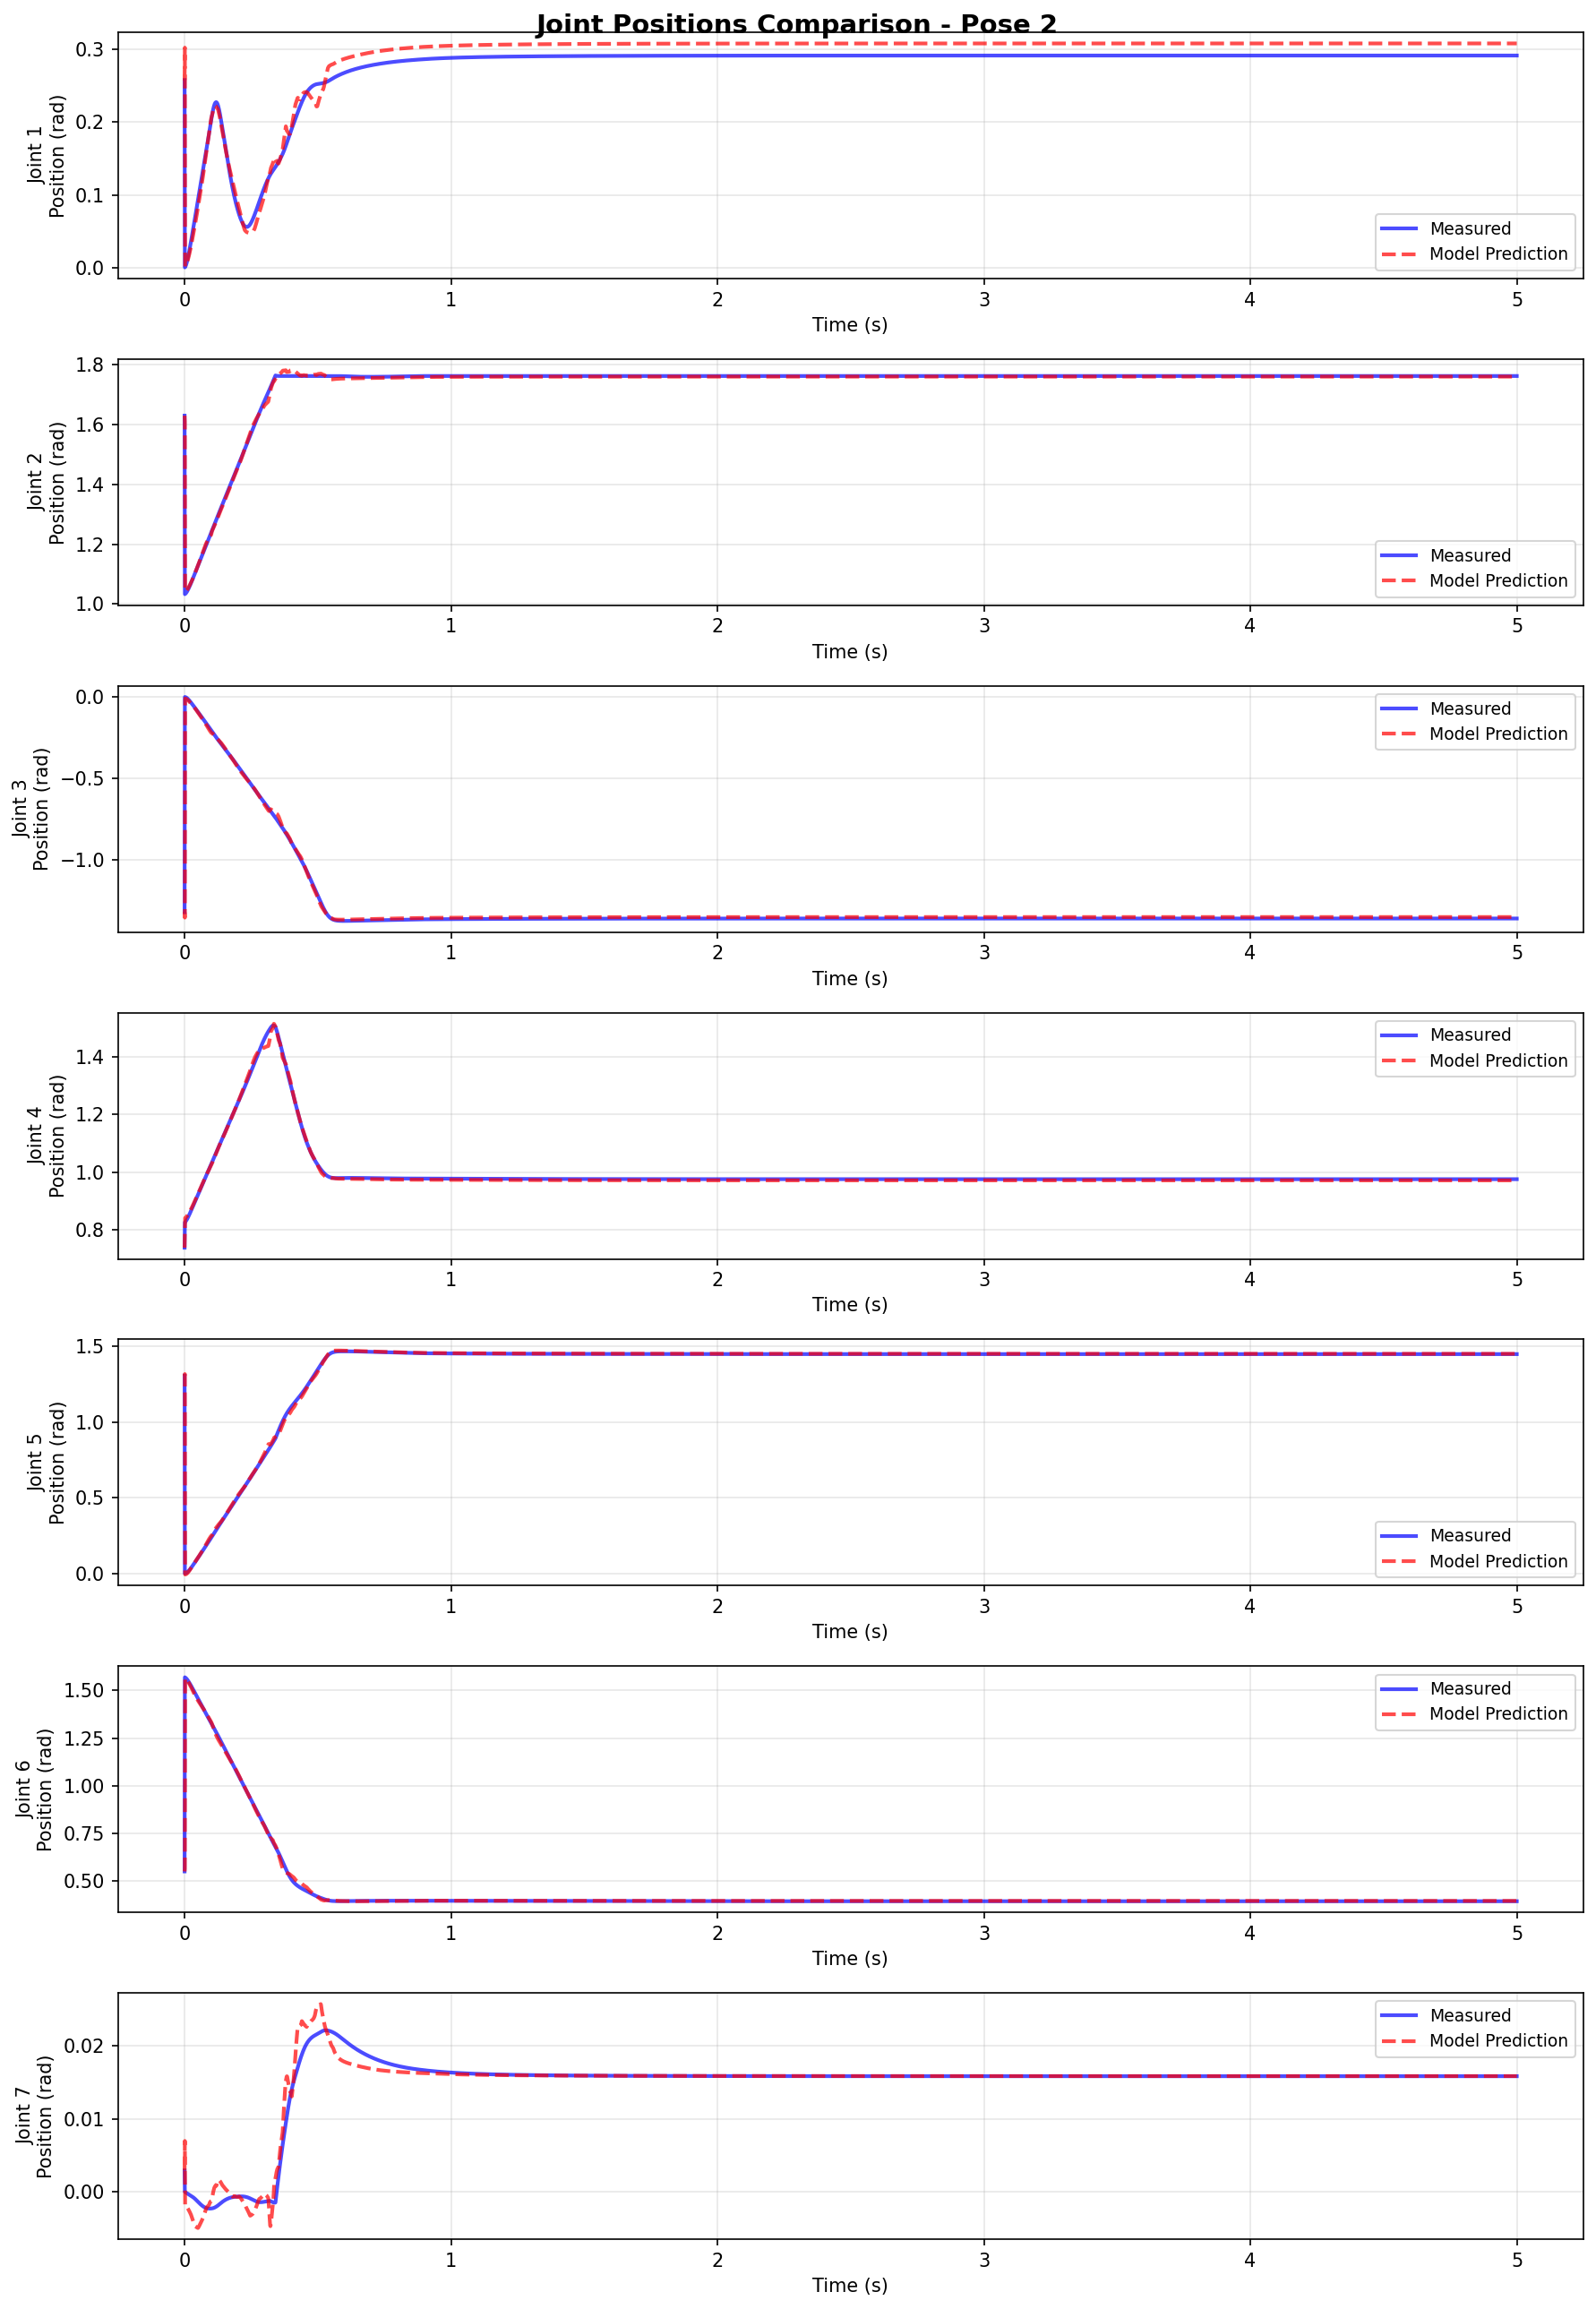 Joint Positions Comparison - Pose 2
Joint 1
Position (rad)
0.3
0.2
0.1
0.0
Measured
Model Prediction
0 1 2 3 4 5
Time (s)
Joint 2
Position (rad)
1.8
1.6
1.4
1.2
1.0
Measured
Model Prediction
0 1 2 3 4 5
Time (s)
Joint 3
Position (rad)
0.0
−0.5
−1.0
Measured
Model Prediction
0 1 2 3 4 5
Time (s)
Joint 4
Position (rad)
1.4
1.2
1.0
0.8
Measured
Model Prediction
0 1 2 3 4 5
Time (s)
Joint 5
Position (rad)
1.5
1.0
0.5
0.0
Measured
Model Prediction
0 1 2 3 4 5
Time (s)
Joint 6
Position (rad)
1.50
1.25
1.00
0.75
0.50
Measured
Model Prediction
0 1 2 3 4 5
Time (s)
Joint 7
Position (rad)
0.02
0.01
0.00
Measured
Model Prediction
0 1 2 3 4 5
Time (s)